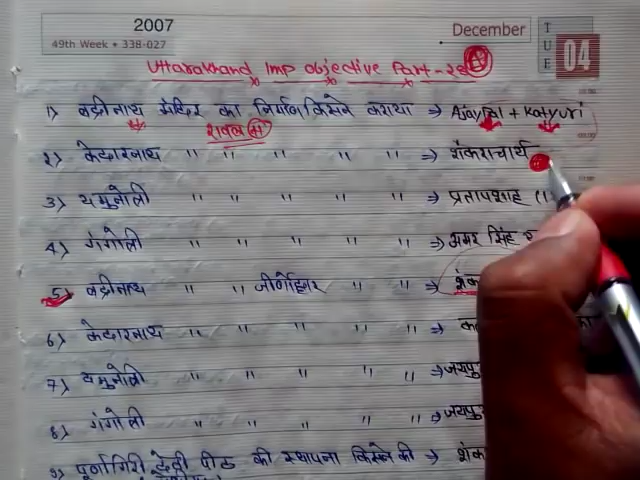 2007
49th Week • 338-027
December
TUE
04
Uttarakhand Imp objective Part-28
1) बद्रीनाथ मंदिर का निर्माण किसने कराया → Ajaypal + Katyuri
रावल
2) केदारनाथ " " " " " ⇒ शंकराचार्य
3) यमुनोत्री " " " " " ⇒ प्रतापशाह
4) गंगोत्री " " " " " ⇒ अमर सिंह
5) बद्रीनाथ " " जीर्णोद्धार " " ⇒
6) केदारनाथ " " " " " ⇒
7) यमुनोत्री " " " " " ⇒
8) गंगोत्री " " " " " ⇒
9) पूर्णागिरी देवी पीठ की स्थापना किसने की ⇒